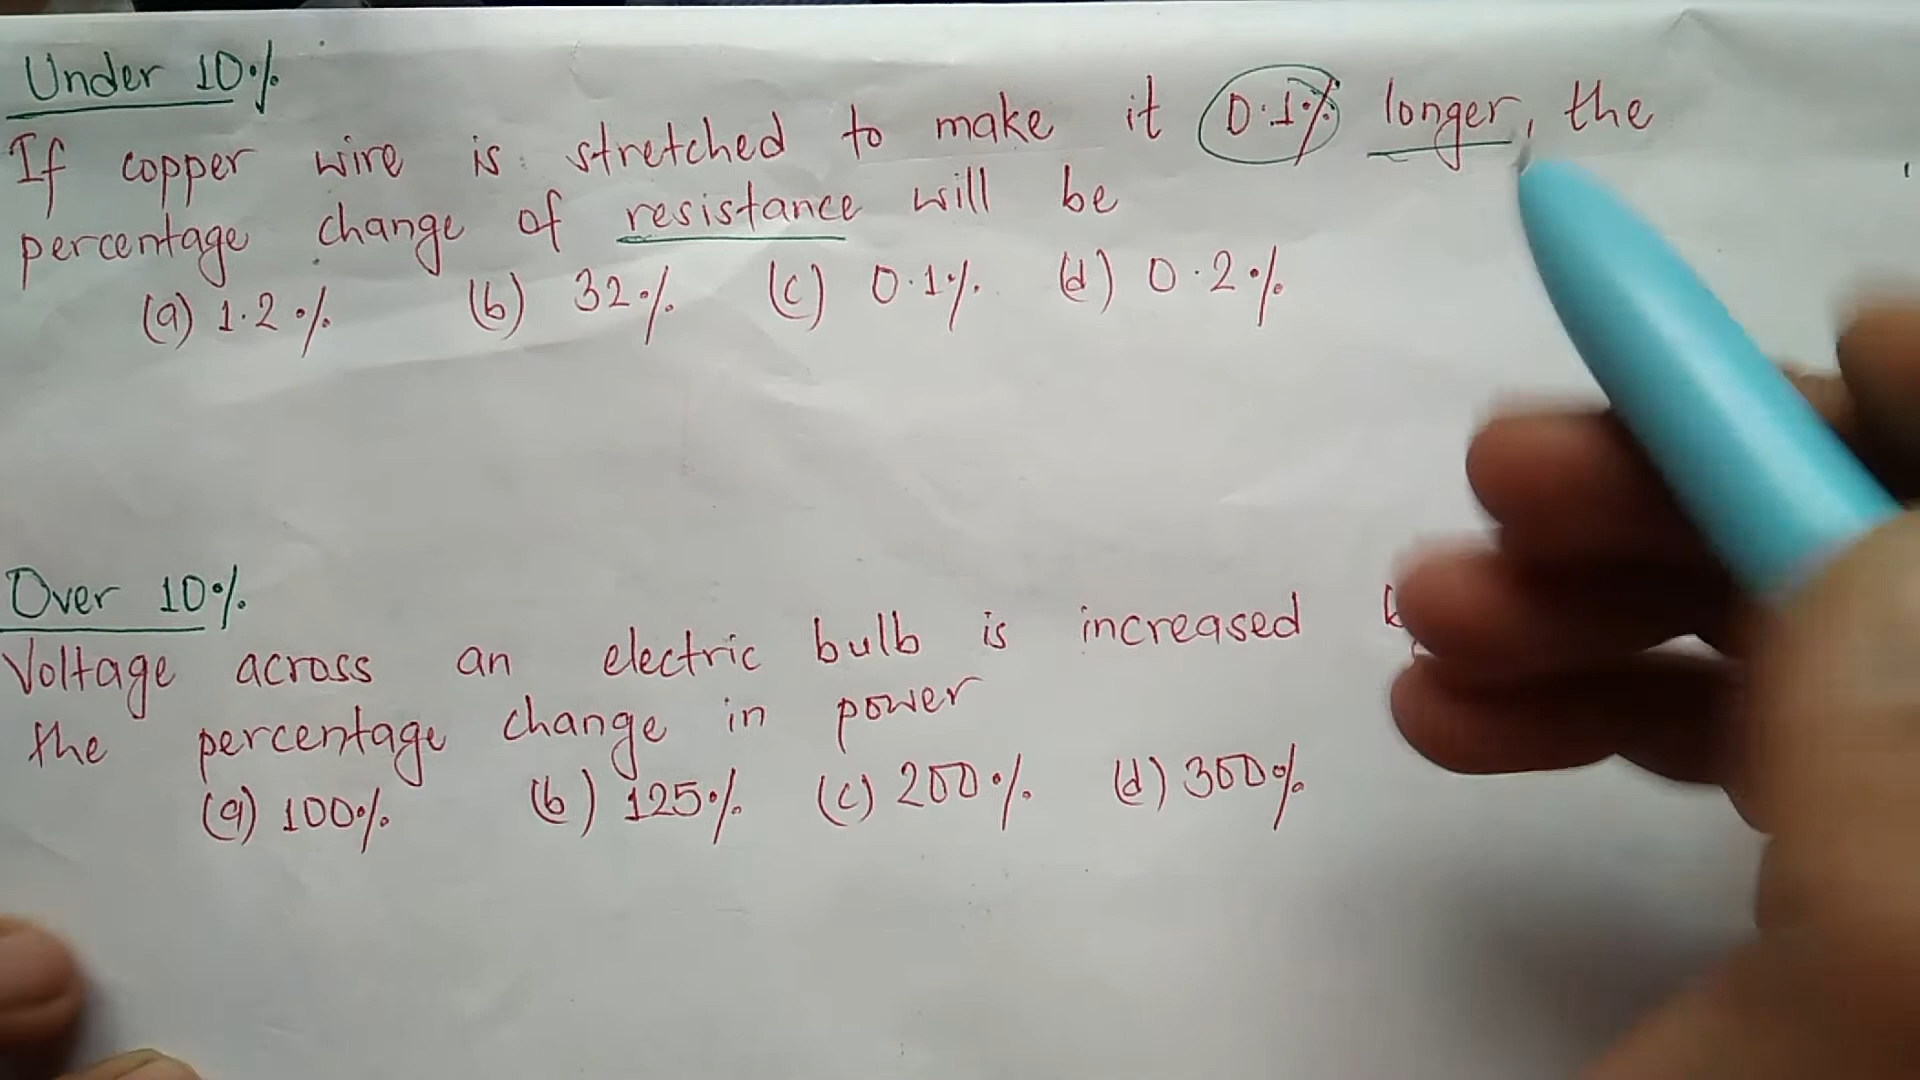 Under 10%
If copper wire is stretched to make it 0.1% longer, the
percentage change of resistance will be
(a) 1.2% (b) 32% (c) 0.1% (d) 0.2%
Over 10%
Voltage across an electric bulb is increased
the percentage change in power
(a) 100% (b) 125% (c) 200% (d) 300%